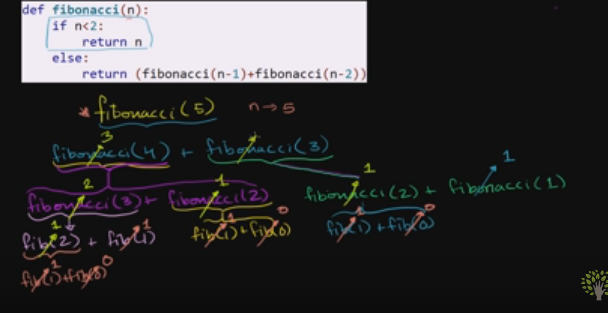 def fibonacci(n):
if n<2:
return n
else:
return (fibonacci(n-1)+fibonacci(n-2))
* fibonacci(5) n→5
3
fibonacci(4) + fibonacci(3)
2 1 1 1
fibonacci(3) + fibonacci(2) fibonacci(2) + fibonacci(1)
1 1 1 0 1 0
fib(2) + fib(1) fib(1)+fib(0) fib(1) + fib(0)
1 0
fib(1)+fib(0)